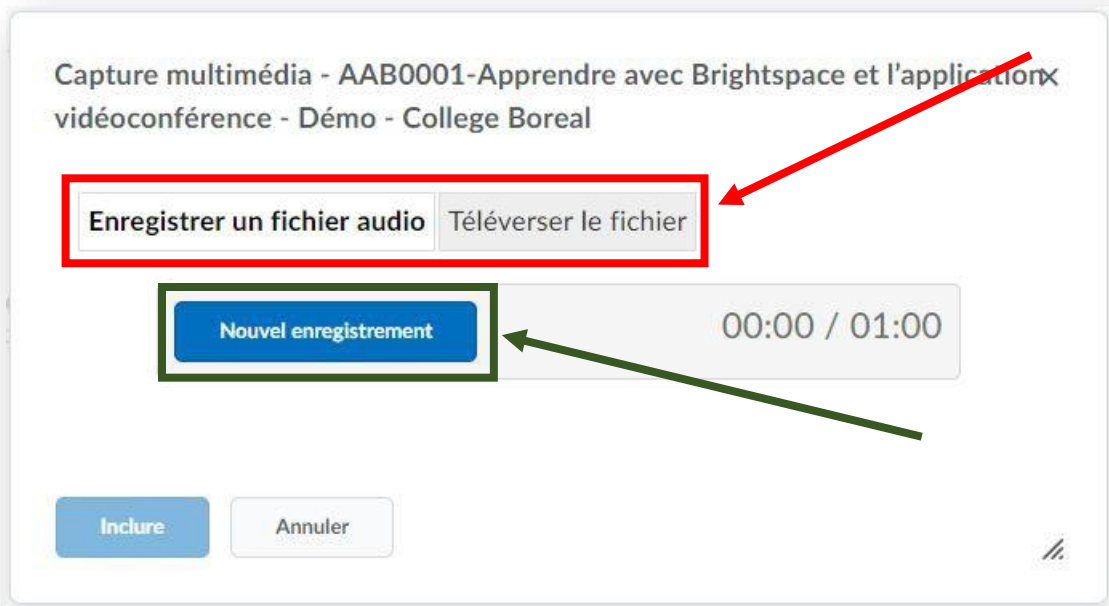 Capture multimédia - AAB0001-Apprendre avec Brightspace et l'application
vidéoconférence - Démo - College Boreal
Enregistrer un fichier audio Téléverser le fichier
Nouvel enregistrement 00:00 / 01:00
Inclure Annuler